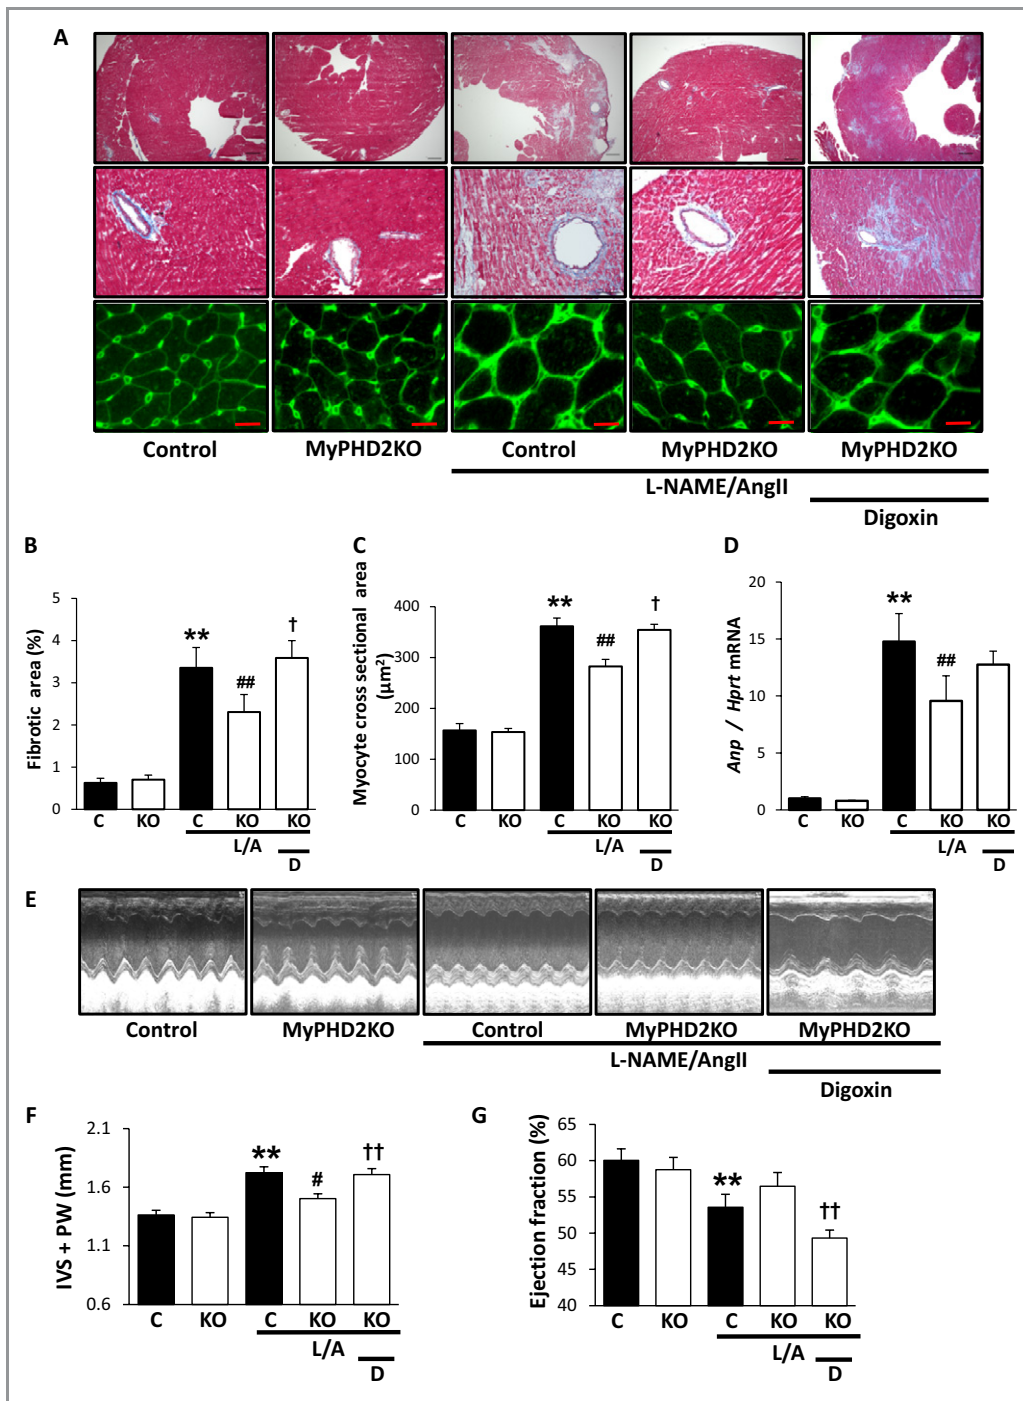 A
Control MyPHD2KO Control MyPHD2KO MyPHD2KO
L-NAME/AngII
Digoxin
B
Fibrotic area (%)
5
4
3
2
1
0
** ## †
C KO C KO KO
L/A
D
C
Myocyte cross sectional area
(µm²)
400
300
200
100
0
** ## †
C KO C KO KO
L/A
D
D
Anp / Hprt mRNA
20
15
10
5
0
** ##
C KO C KO KO
L/A
D
E
Control MyPHD2KO Control MyPHD2KO MyPHD2KO
L-NAME/AngII
Digoxin
F
IVS + PW (mm)
2.1
1.6
1.1
0.6
** # ††
C KO C KO KO
L/A
D
G
Ejection fraction (%)
65
60
55
50
45
40
** ††
C KO C KO KO
L/A
D